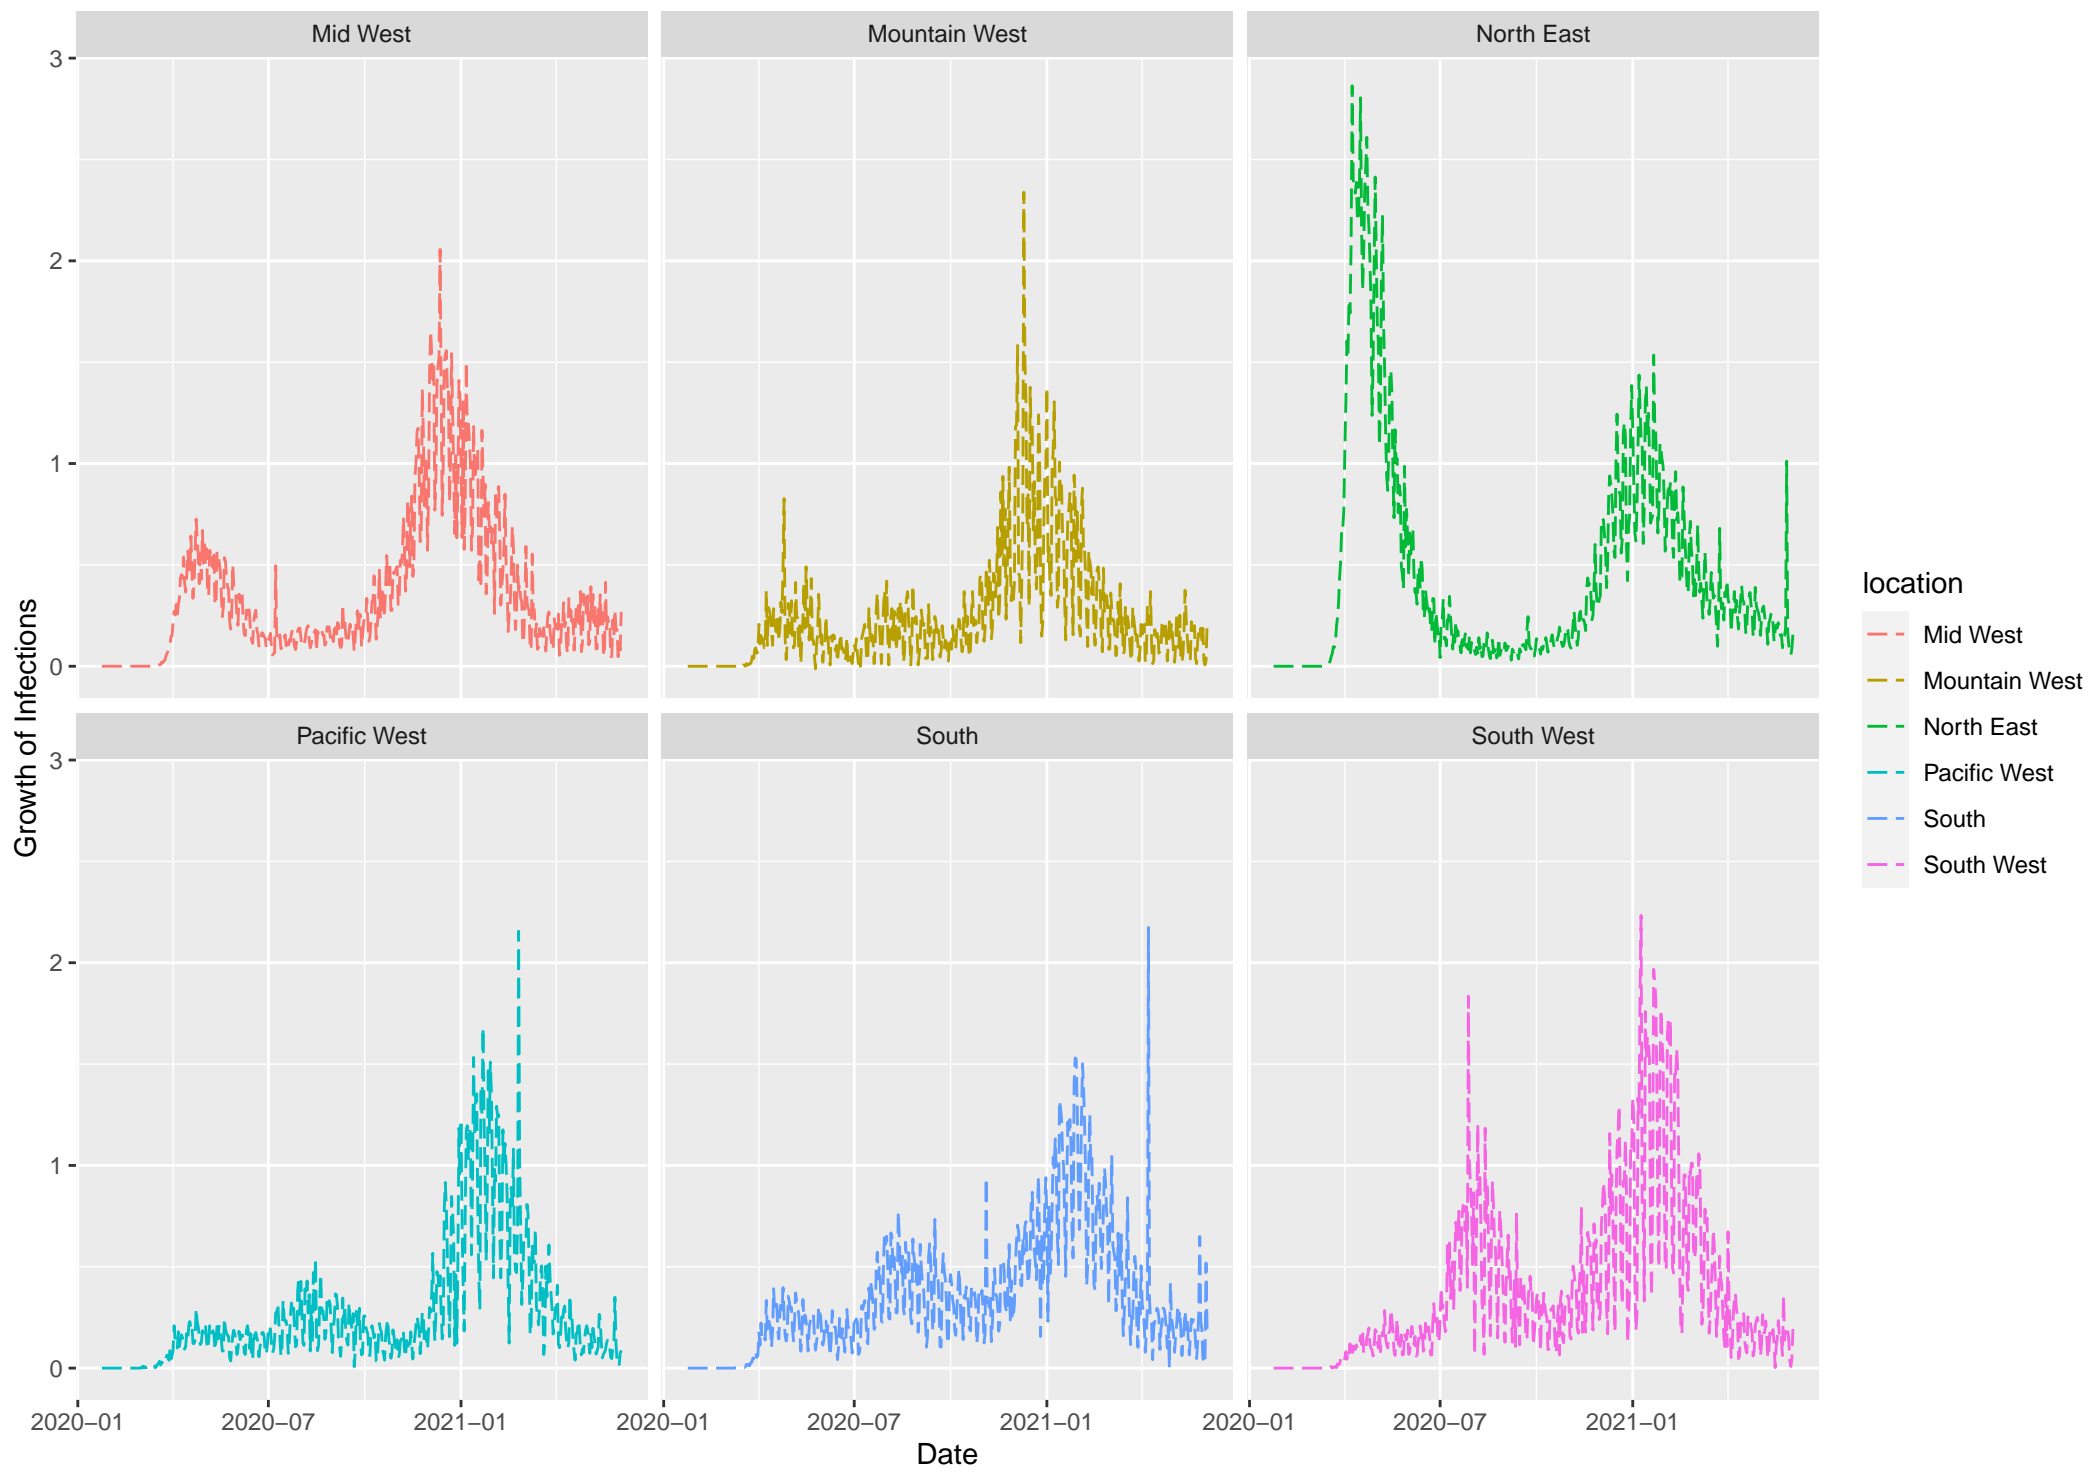 Mid West
Mountain West
North East
3
2
1
0
Growth of Infections
Pacific West
South
South West
3
2
1
0
2020–01
2020–07
2021–01
2020–01
2020–07
2021–01
2020–01
2020–07
2021–01
Date
location
Mid West
Mountain West
North East
Pacific West
South
South West